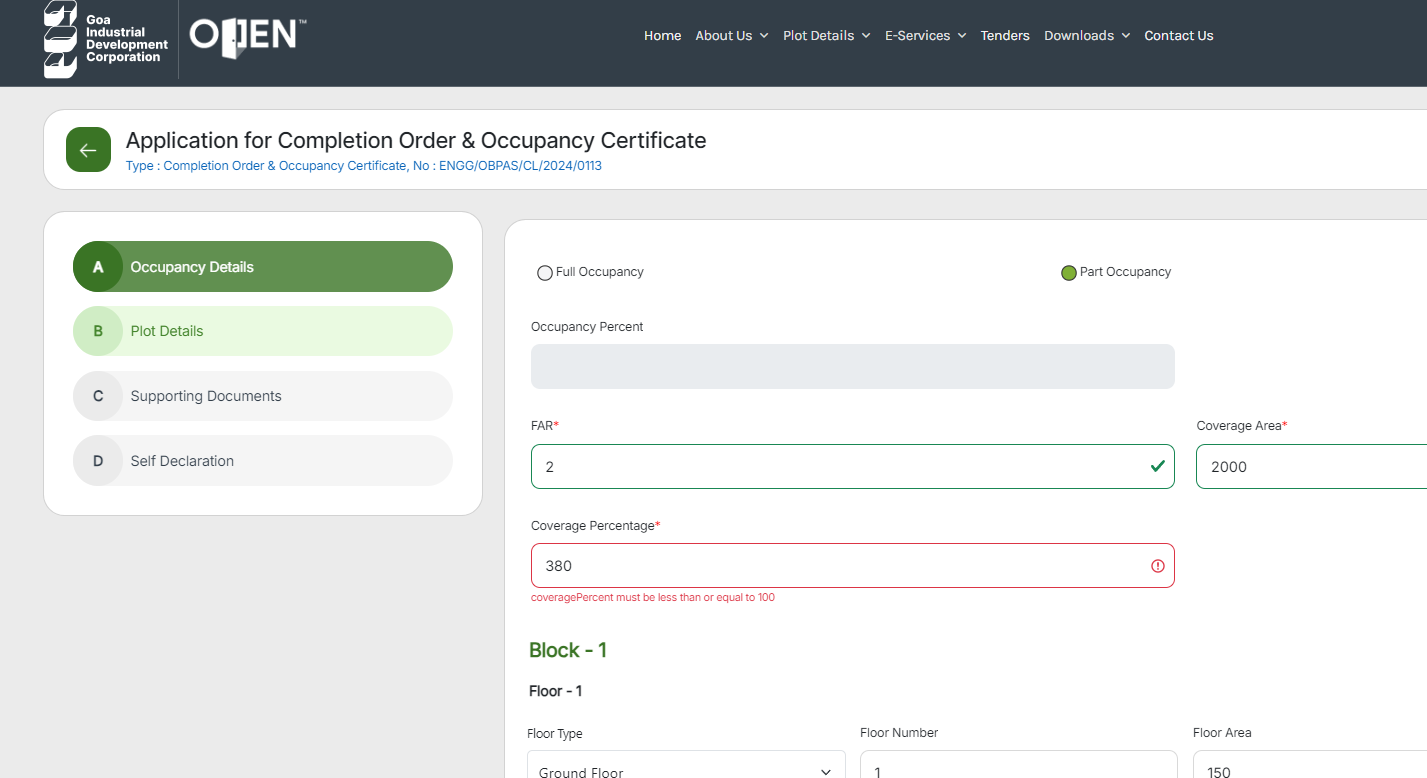 Goa
Industrial
Development
Corporation
OPEN™
Home About Us Plot Details E-Services Tenders Downloads Contact Us
Application for Completion Order & Occupancy Certificate
Type : Completion Order & Occupancy Certificate, No : ENGG/OBPAS/CL/2024/0113
A Occupancy Details
B Plot Details
C Supporting Documents
D Self Declaration
Full Occupancy Part Occupancy
Occupancy Percent
FAR* Coverage Area*
2 2000
Coverage Percentage*
380
coveragePercent must be less than or equal to 100
Block - 1
Floor - 1
Floor Type Floor Number Floor Area
Ground Floor 1 150